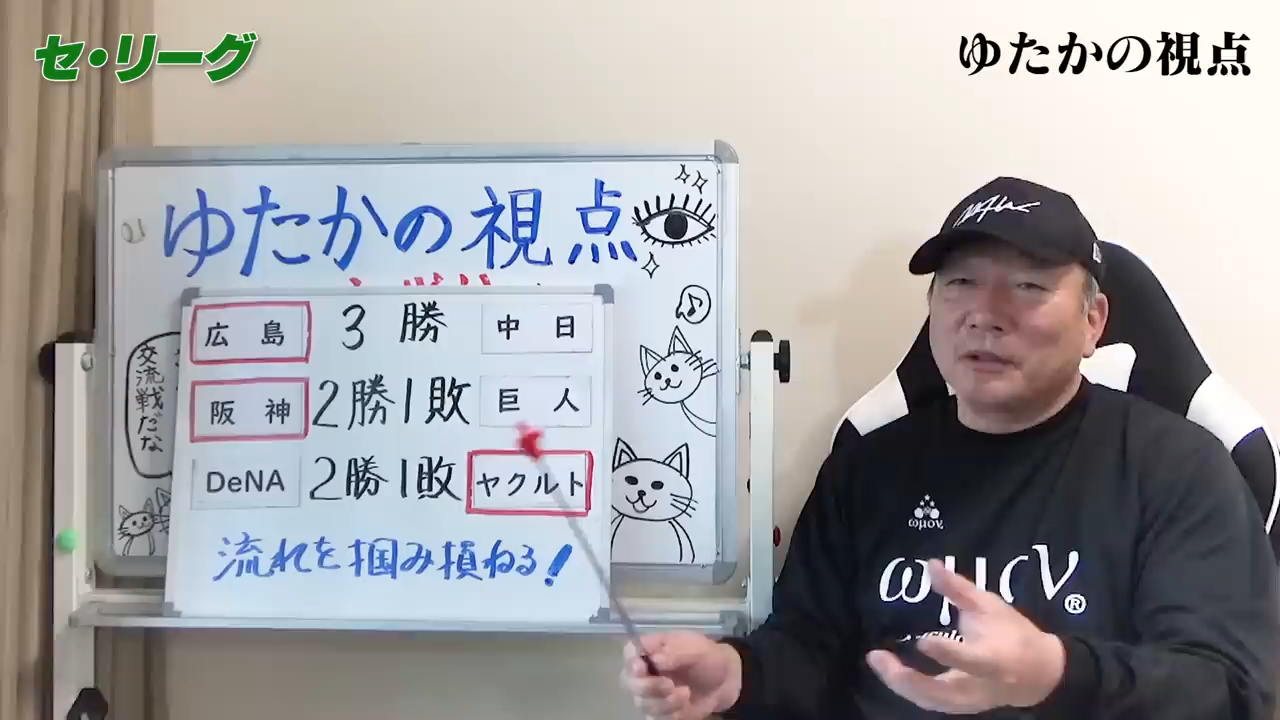 セ・リーグ
ゆたかの視点
ゆたかの視点
広島 3勝 中日
阪神 2勝1敗 巨人
DeNA 2勝1敗 ヤクルト
流れを掴み損ねる!
交流戦だな
ωμον
ωμον®